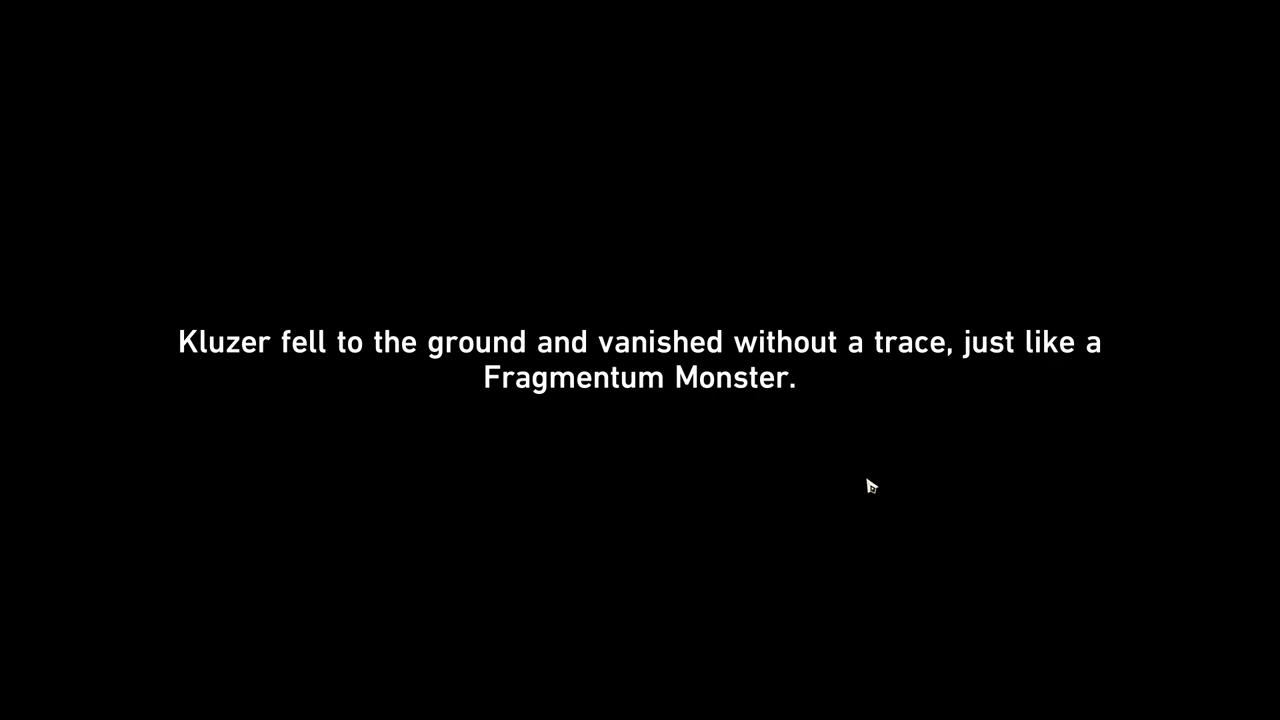 Kluzer fell to the ground and vanished without a trace, just like a
Fragmentum Monster.